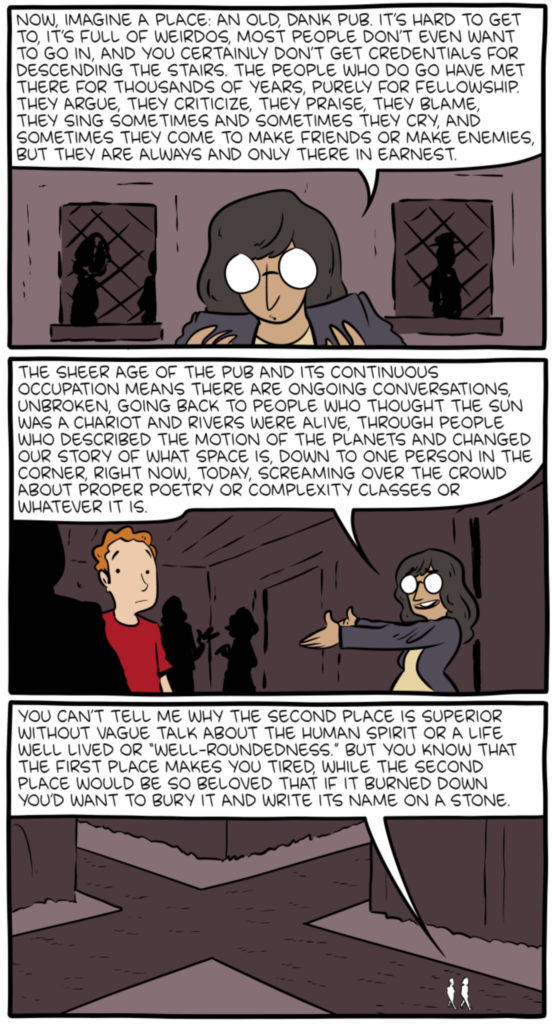 NOW, IMAGINE A PLACE: AN OLD, DANK PUB. IT'S HARD TO GET
TO, IT'S FULL OF WEIRDOS, MOST PEOPLE DON'T EVEN WANT
TO GO IN, AND YOU CERTAINLY DON'T GET CREDENTIALS FOR
DESCENDING THE STAIRS. THE PEOPLE WHO DO GO HAVE MET
THERE FOR THOUSANDS OF YEARS, PURELY FOR FELLOWSHIP.
THEY ARGUE, THEY CRITICIZE, THEY PRAISE, THEY BLAME,
THEY SING SOMETIMES AND SOMETIMES THEY CRY, AND
SOMETIMES THEY COME TO MAKE FRIENDS OR MAKE ENEMIES,
BUT THEY ARE ALWAYS AND ONLY THERE IN EARNEST.
THE SHEER AGE OF THE PUB AND ITS CONTINUOUS
OCCUPATION MEANS THERE ARE ONGOING CONVERSATIONS,
UNBROKEN, GOING BACK TO PEOPLE WHO THOUGHT THE SUN
WAS A CHARIOT AND RIVERS WERE ALIVE, THROUGH PEOPLE
WHO DESCRIBED THE MOTION OF THE PLANETS AND CHANGED
OUR STORY OF WHAT SPACE IS, DOWN TO ONE PERSON IN THE
CORNER, RIGHT NOW, TODAY, SCREAMING OVER THE CROWD
ABOUT PROPER POETRY OR COMPLEXITY CLASSES OR
WHATEVER IT IS.
YOU CAN'T TELL ME WHY THE SECOND PLACE IS SUPERIOR
WITHOUT VAGUE TALK ABOUT THE HUMAN SPIRIT OR A LIFE
WELL LIVED OR "WELL-ROUNDEDNESS." BUT YOU KNOW THAT
THE FIRST PLACE MAKES YOU TIRED, WHILE THE SECOND
PLACE WOULD BE SO BELOVED THAT IF IT BURNED DOWN
YOU'D WANT TO BURY IT AND WRITE ITS NAME ON A STONE.